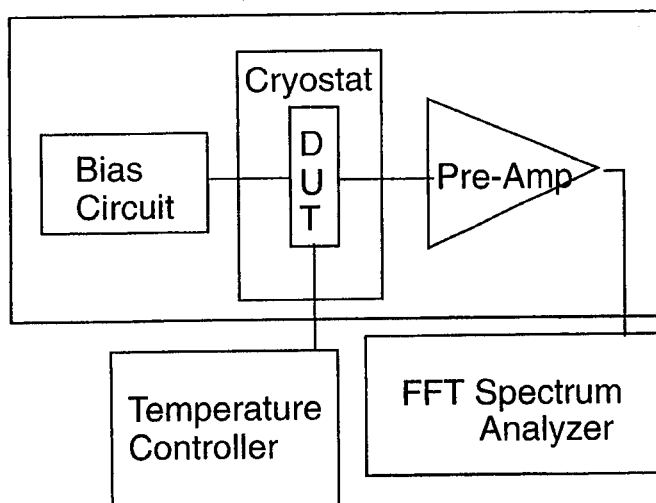 Cryostat
Bias
Circuit
D
U
T
Pre-Amp
Temperature
Controller
FFT Spectrum
Analyzer